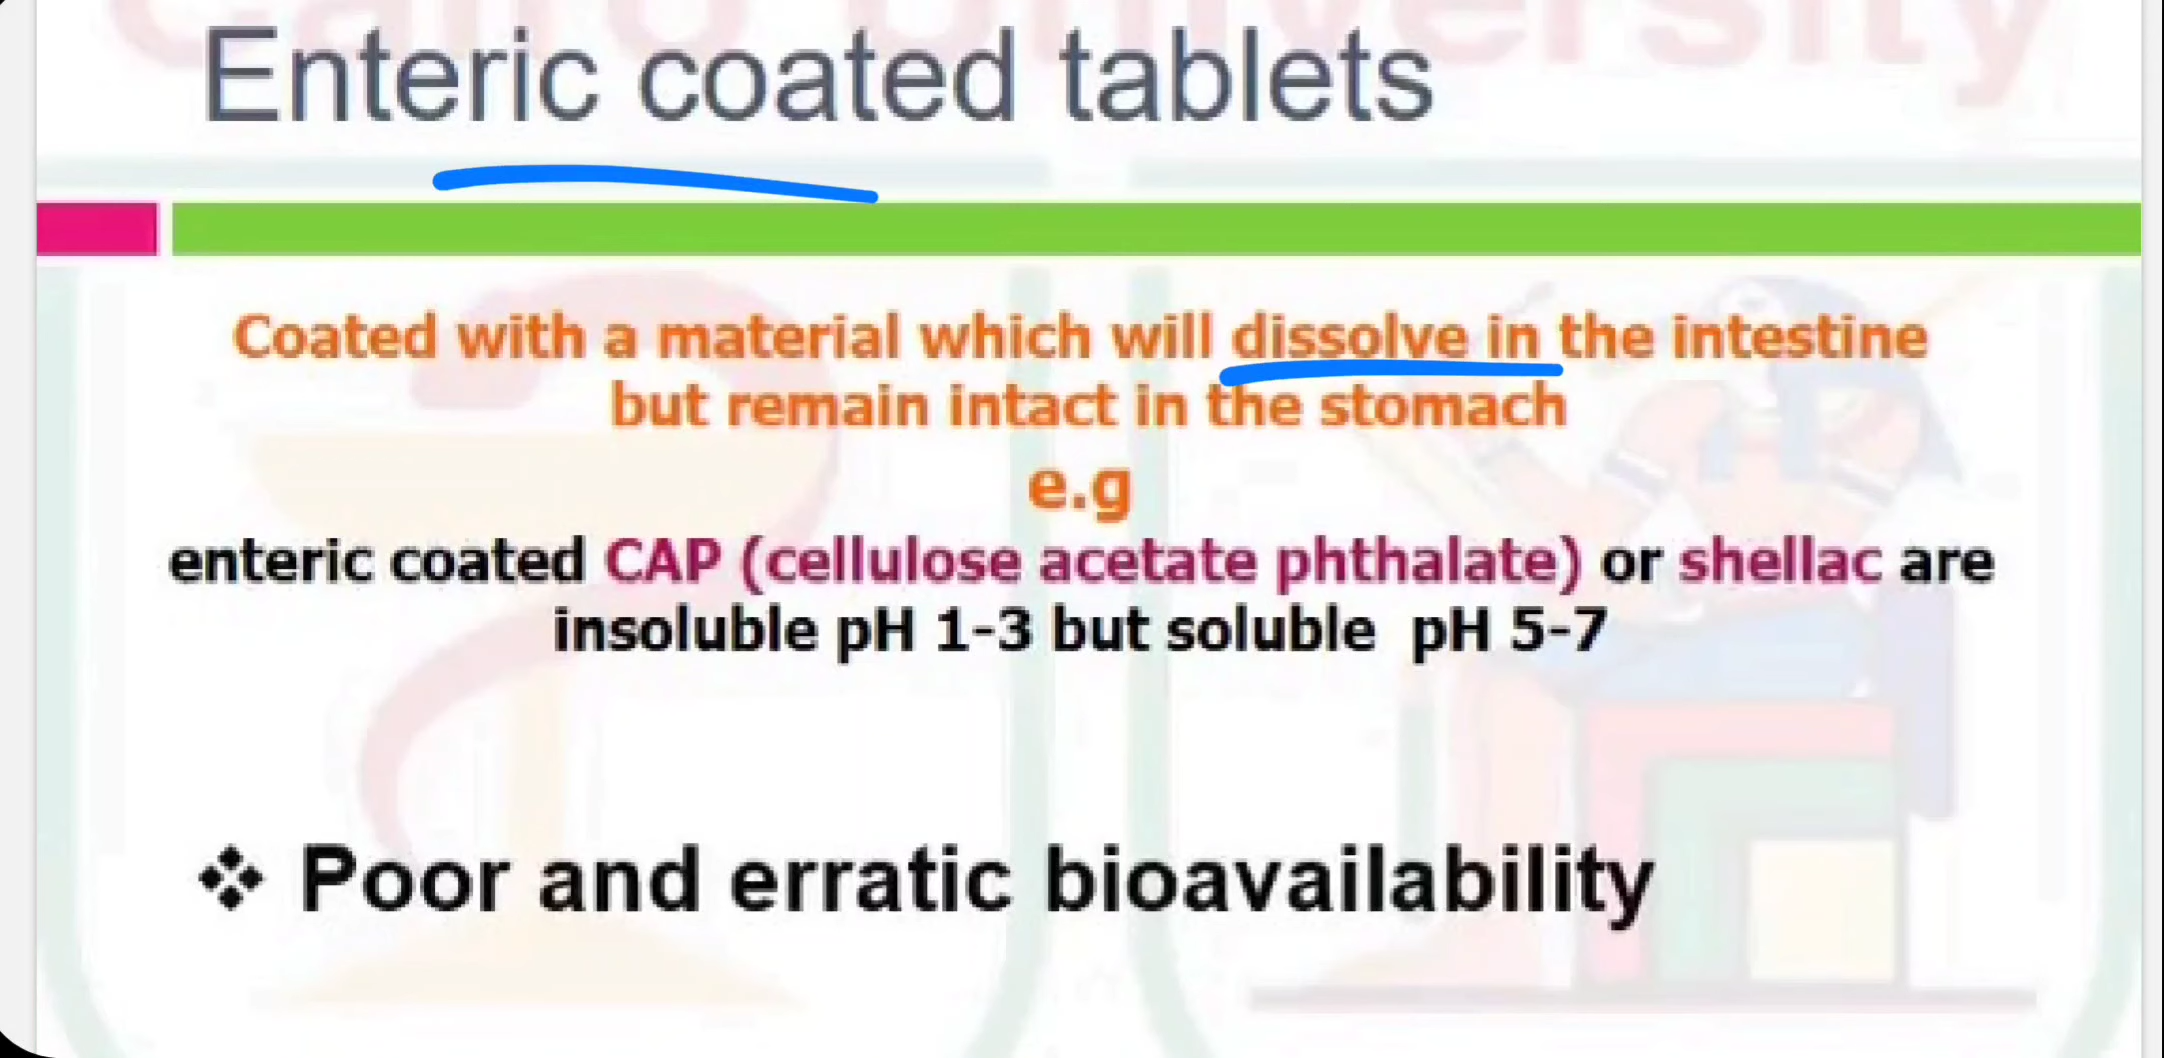 Cairo University
Enteric coated tablets
Coated with a material which will dissolve in the intestine
but remain intact in the stomach
e.g
enteric coated CAP (cellulose acetate phthalate) or shellac are
insoluble pH 1-3 but soluble pH 5-7
❖ Poor and erratic bioavailability